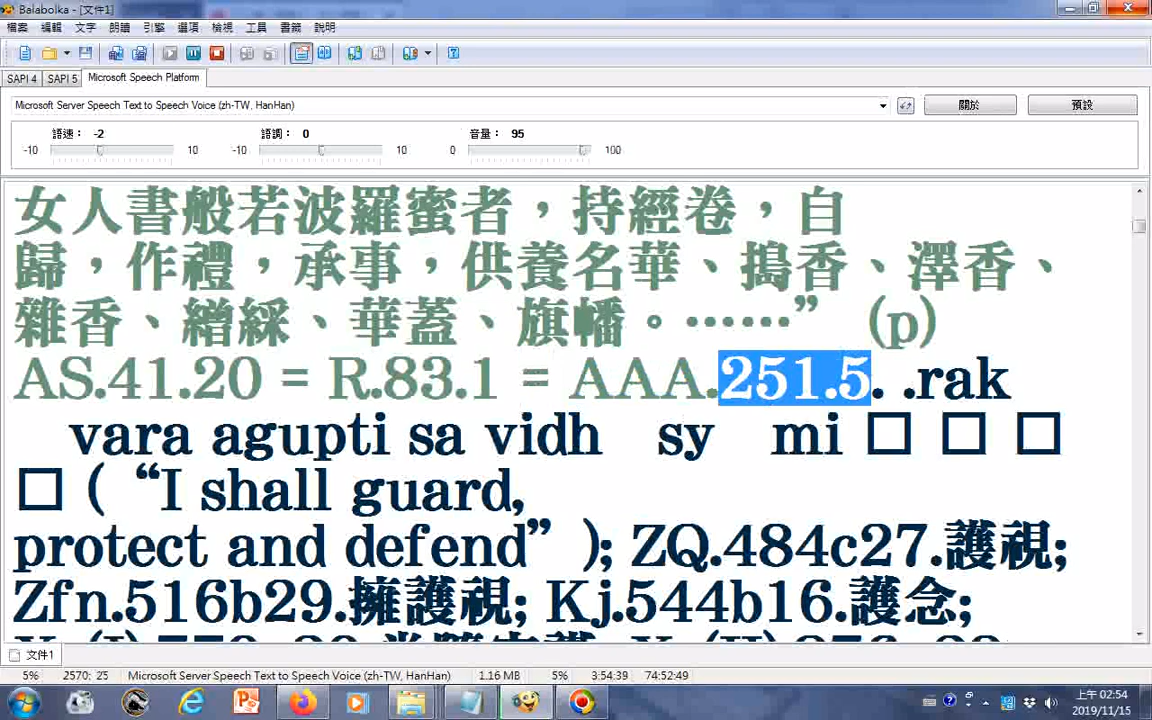 Balabolka - [文件1]
檔案 編輯 文字 朗讀 引擎 選項 檢視 工具 書籤 說明
SAPI 4 SAPI 5 Microsoft Speech Platform
Microsoft Server Speech Text to Speech Voice (zh-TW, HanHan) 關於 預設
語速： -2 語調： 0 音量： 95
-10 10 -10 10 0 100
女人書般若波羅蜜者，持經卷，自
歸，作禮，承事，供養名華、搗香、澤香、
雜香、繒綵、華蓋、旗幡。⋯⋯” (p)
AS.41.20 = R.83.1 = AAA.251.5. .rak
vara agupti sa vidh sy mi □ □ □
□ (“I shall guard,
protect and defend”); ZQ.484c27.護視;
Zfn.516b29.擁護視; Kj.544b16.護念;
文件1
5% 2570: 25 Microsoft Server Speech Text to Speech Voice (zh-TW, HanHan) 1.16 MB 5% 3:54:39 74:52:49
上午 02:54
2019/11/15